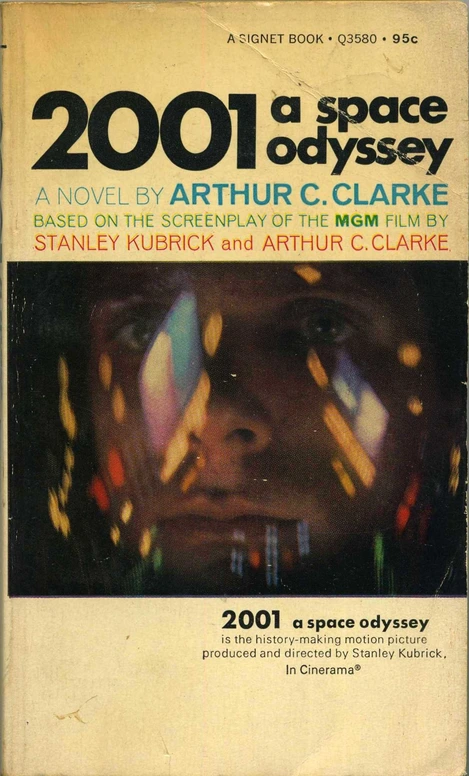 A SIGNET BOOK • Q3580 • 95c
2001 a space
odyssey
A NOVEL BY ARTHUR C. CLARKE
BASED ON THE SCREENPLAY OF THE MGM FILM BY
STANLEY KUBRICK and ARTHUR C. CLARKE
2001 a space odyssey
is the history-making motion picture
produced and directed by Stanley Kubrick.
In Cinerama®